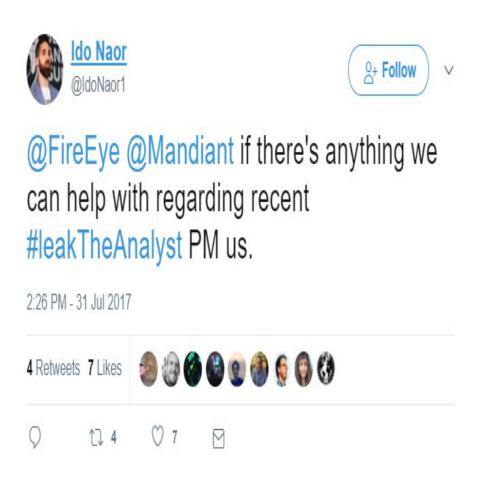 Ido Naor
@IdoNaor1
Follow
@FireEye @Mandiant if there's anything we
can help with regarding recent
#leakTheAnalyst PM us.
2:26 PM - 31 Jul 2017
4 Retweets 7 Likes
4 7